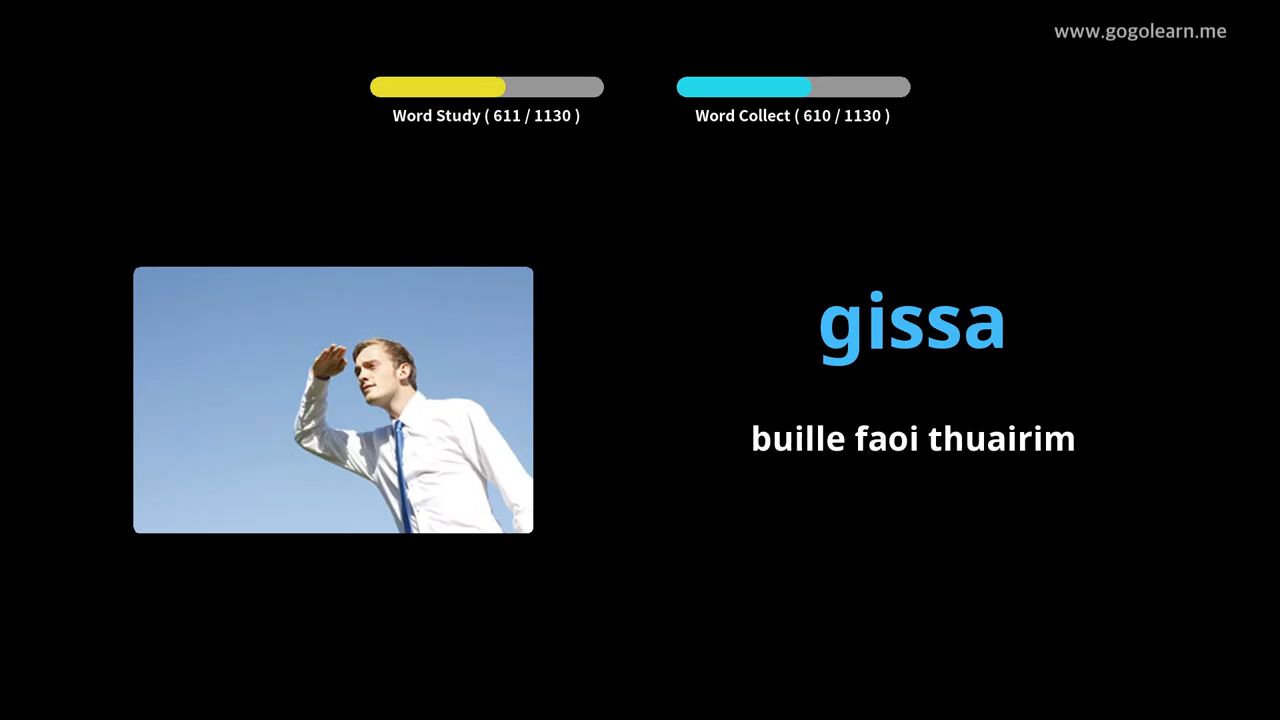 www.gogolearn.me
Word Study ( 611 / 1130 )
Word Collect ( 610 / 1130 )
gissa
buille faoi thuairim